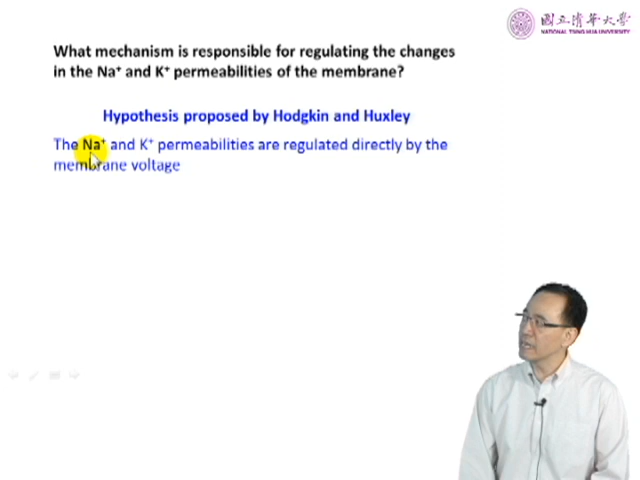 國立清華大學
NATIONAL TSING HUA UNIVERSITY
What mechanism is responsible for regulating the changes
in the Na⁺ and K⁺ permeabilities of the membrane?
Hypothesis proposed by Hodgkin and Huxley
The Na⁺ and K⁺ permeabilities are regulated directly by the
membrane voltage